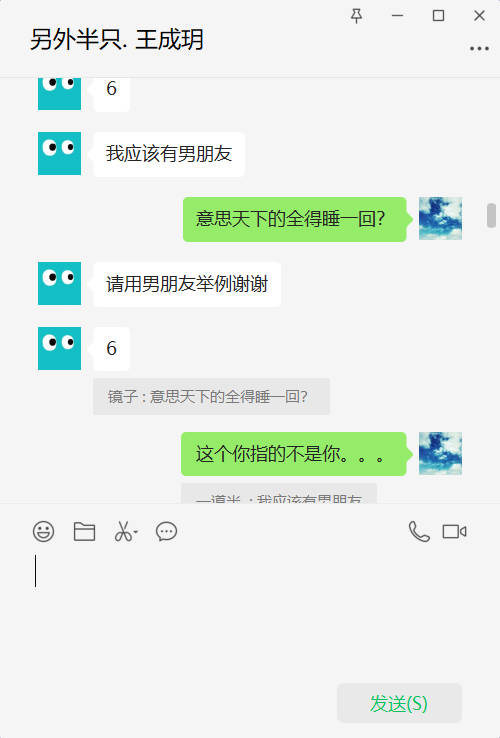 另外半只. 王成玥
6
我应该有男朋友
意思天下的全得睡一回?
请用男朋友举例谢谢
6
镜子 : 意思天下的全得睡一回?
这个你指的不是你。。。
一道半 : 我应该有男朋友
发送(S)